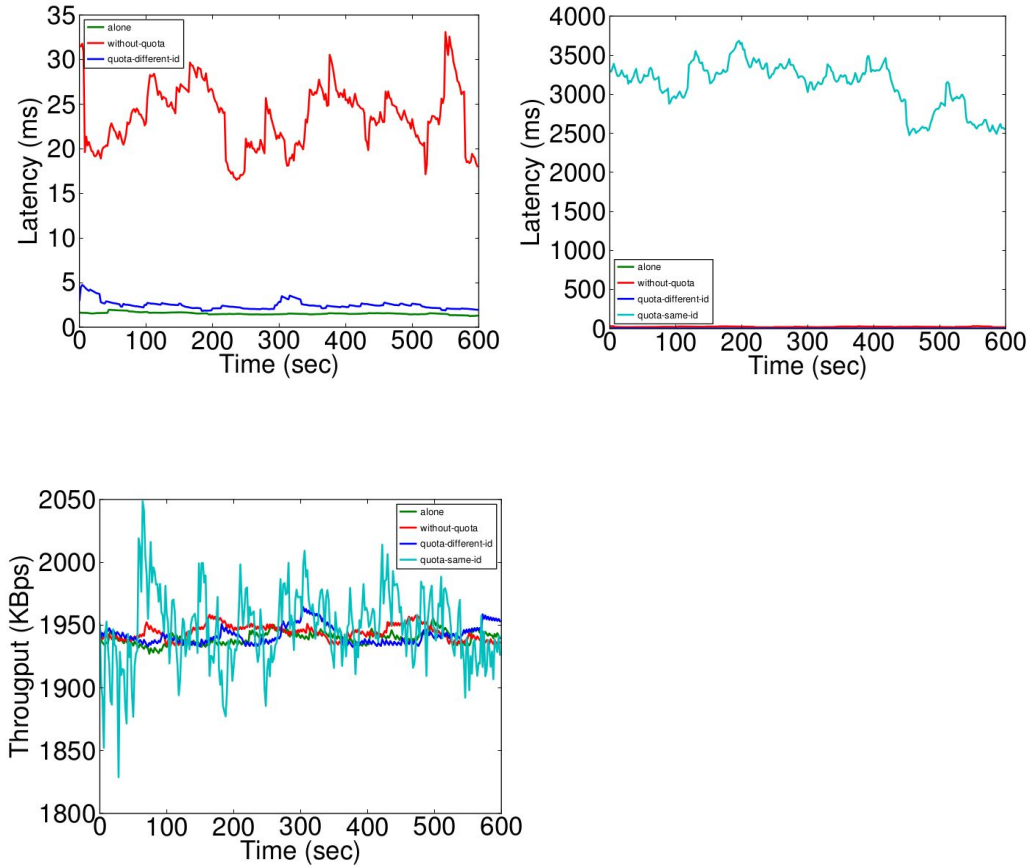 35
30
25
20
15
10
5
0
Latency (ms)
alone
without-quota
quota-different-id
0 100 200 300 400 500 600
Time (sec)
4000
3500
3000
2500
2000
1500
1000
500
0
Latency (ms)
alone
without-quota
quota-different-id
quota-same-id
0 100 200 300 400 500 600
Time (sec)
2050
2000
1950
1900
1850
1800
Througput (KBps)
alone
without-quota
quota-different-id
quota-same-id
0 100 200 300 400 500 600
Time (sec)